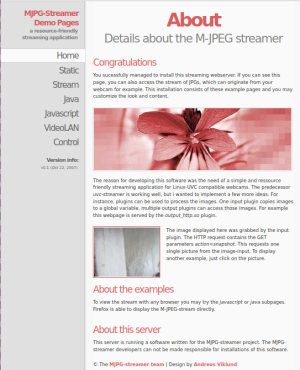 MJPG-Streamer
Demo Pages
a resource-friendly
streaming application
Home
Static
Stream
Java
Javascript
VideoLAN
Control
Version info:
v0.1 (Okt 22, 2007)
About
Details about the M-JPEG streamer
Congratulations
You sucessfully managed to install this streaming webserver. If you can see this
page, you can also access the stream of JPGs, which can originate from your
webcam for example. This installation consists of these example pages and you may
customize the look and content.
The reason for developing this software was the need of a simple and ressource
friendly streaming application for Linux-UVC compatible webcams. The predecessor
uvc-streamer is working well, but i wanted to implement a few more ideas. For
instance, plugins can be used to process the images. One input plugin copies images
to a global variable, multiple output plugins can access those images. For example
this webpage is served by the output_http.so plugin.
The image displayed here was grabbed by the input
plugin. The HTTP request contains the GET
parameters action=snapshot. This requests one
single picture from the image-input. To display
another example, just click on the picture.
About the examples
To view the stream with any browser you may try the javascript or java subpages.
Firefox is able to display the M-JPEG-stream directly.
About this server
This server is running a software written for the MJPG-streamer project. The MJPG-
streamer developers can not be made responsible for installations of this software.
© The MJPG-streamer team | Design by Andreas Viklund